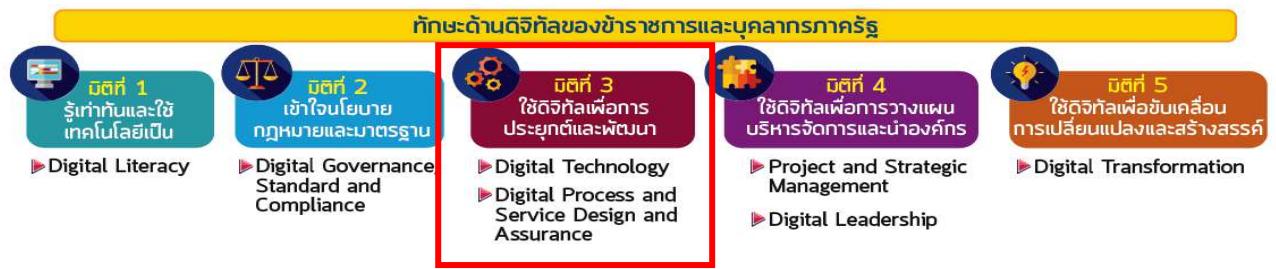 ทักษะด้านดิจิทัลของข้าราชการและบุคลากรภาครัฐ
มิติที่ 1
รู้เท่าทันและใช้
เทคโนโลยีเป็น
Digital Literacy
มิติที่ 2
เข้าใจนโยบาย
กฎหมายและมาตรฐาน
Digital Governance,
Standard and
Compliance
มิติที่ 3
ใช้ดิจิทัลเพื่อการ
ประยุกต์และพัฒนา
Digital Technology
Digital Process and
Service Design and
Assurance
มิติที่ 4
ใช้ดิจิทัลเพื่อการวางแผน
บริหารจัดการและนำองค์กร
Project and Strategic
Management
Digital Leadership
มิติที่ 5
ใช้ดิจิทัลเพื่อขับเคลื่อน
การเปลี่ยนแปลงและสร้างสรรค์
Digital Transformation